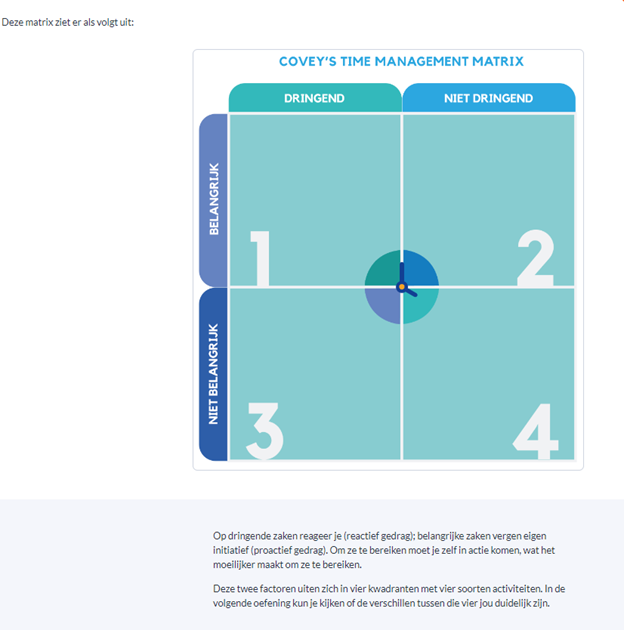 Deze matrix ziet er als volgt uit:
COVEY'S TIME MANAGEMENT MATRIX
DRINGEND
NIET DRINGEND
BELANGRIJK
1
2
NIET BELANGRIJK
3
4
Op dringende zaken reageer je (reactief gedrag); belangrijke zaken vergen eigen
initiatief (proactief gedrag). Om ze te bereiken moet je zelf in actie komen, wat het
moeilijker maakt om ze te bereiken.
Deze twee factoren uiten zich in vier kwadranten met vier soorten activiteiten. In de
volgende oefening kun je kijken of de verschillen tussen die vier jou duidelijk zijn.